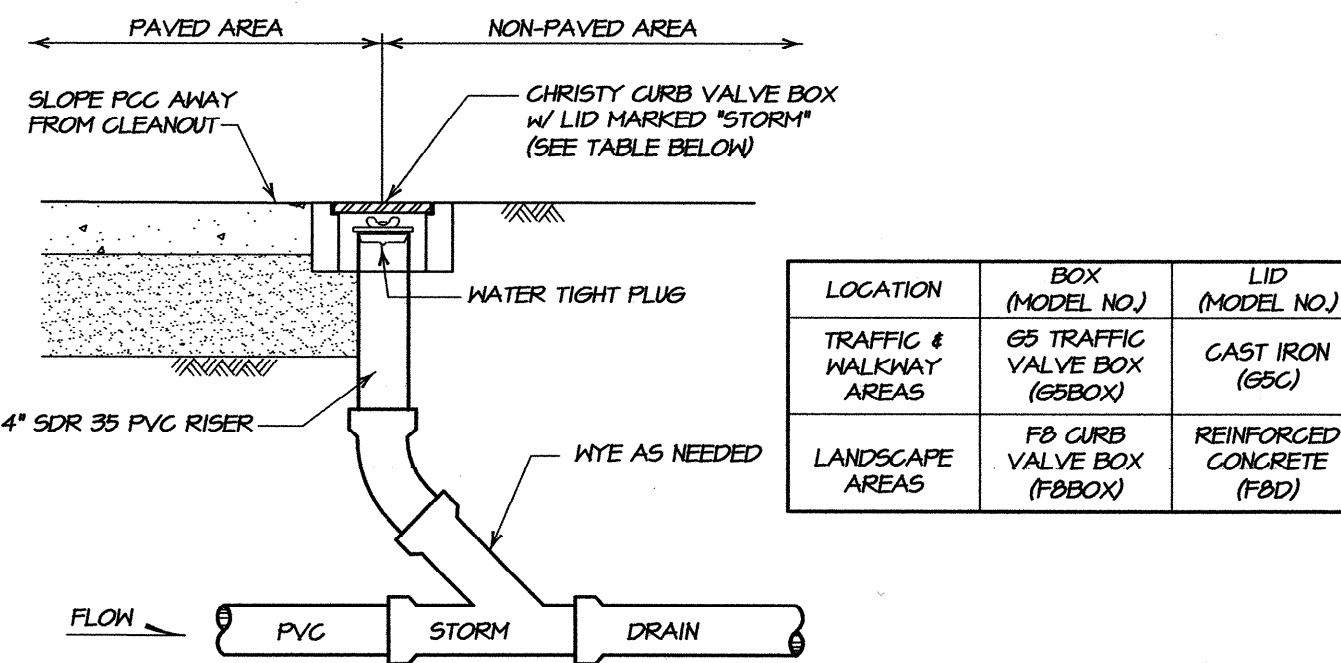 PAVED AREA
NON-PAVED AREA
SLOPE PCC AWAY
FROM CLEANOUT
CHRISTY CURB VALVE BOX
W/ LID MARKED "STORM"
(SEE TABLE BELOW)
WATER TIGHT PLUG
4" SDR 35 PVC RISER
WYE AS NEEDED
FLOW
PVC
STORM
DRAIN
LOCATION
BOX
(MODEL NO.)
LID
(MODEL NO.)
TRAFFIC &
WALKWAY
AREAS
G5 TRAFFIC
VALVE BOX
(G5BOX)
CAST IRON
(G5C)
LANDSCAPE
AREAS
F8 CURB
VALVE BOX
(F8BOX)
REINFORCED
CONCRETE
(F8D)